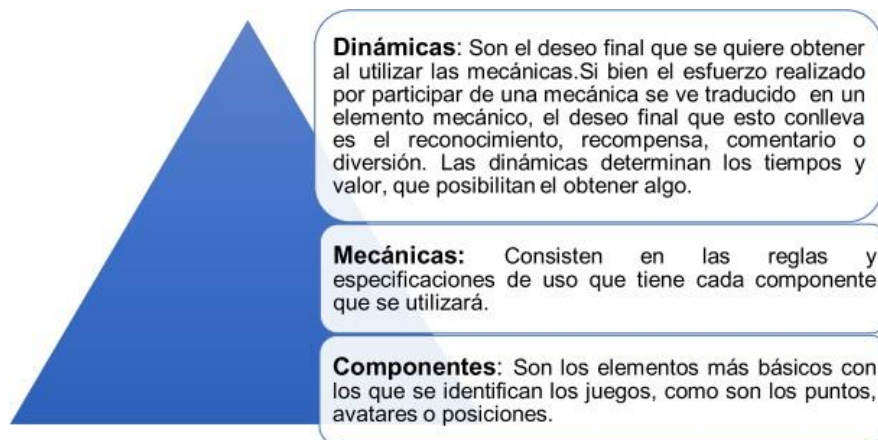 Dinámicas: Son el deseo final que se quiere obtener
al utilizar las mecánicas.Si bien el esfuerzo realizado
por participar de una mecánica se ve traducido en un
elemento mecánico, el deseo final que esto conlleva
es el reconocimiento, recompensa, comentario o
diversión. Las dinámicas determinan los tiempos y
valor, que posibilitan el obtener algo.
Mecánicas: Consisten en las reglas y
especificaciones de uso que tiene cada componente
que se utilizará.
Componentes: Son los elementos más básicos con
los que se identifican los juegos, como son los puntos,
avatares o posiciones.